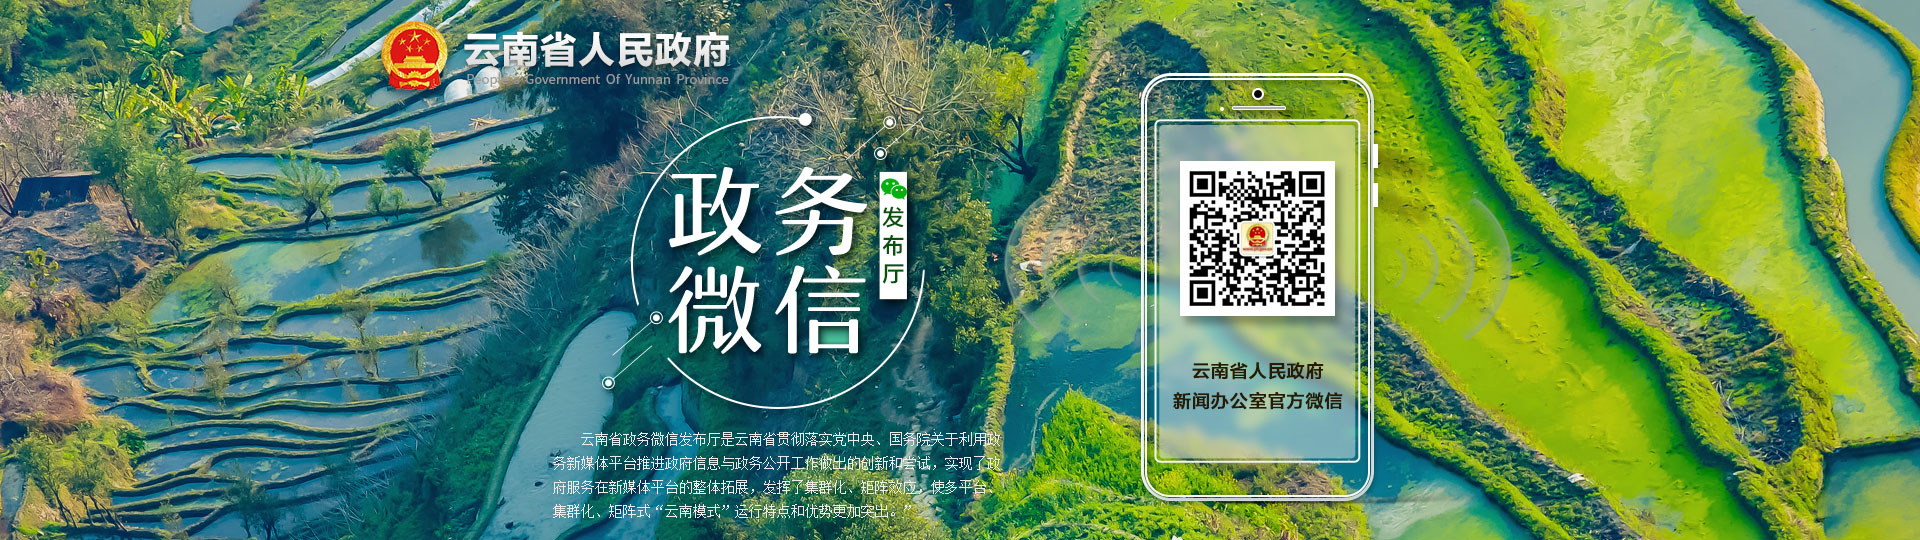 云南省人民政府
People's Government Of Yunnan Province
政务
微信
发布厅
云南省人民政府
新闻办公室官方微信
云南省政务微信发布厅是云南省贯彻落实党中央、国务院关于利用政
务新媒体平台推进政府信息与政务公开工作做出的创新和尝试，实现了政
府服务在新媒体平台的整体拓展，发挥了集群化、矩阵效应，使多平台、
集群化、矩阵式“云南模式”运行特点和优势更加突出。”